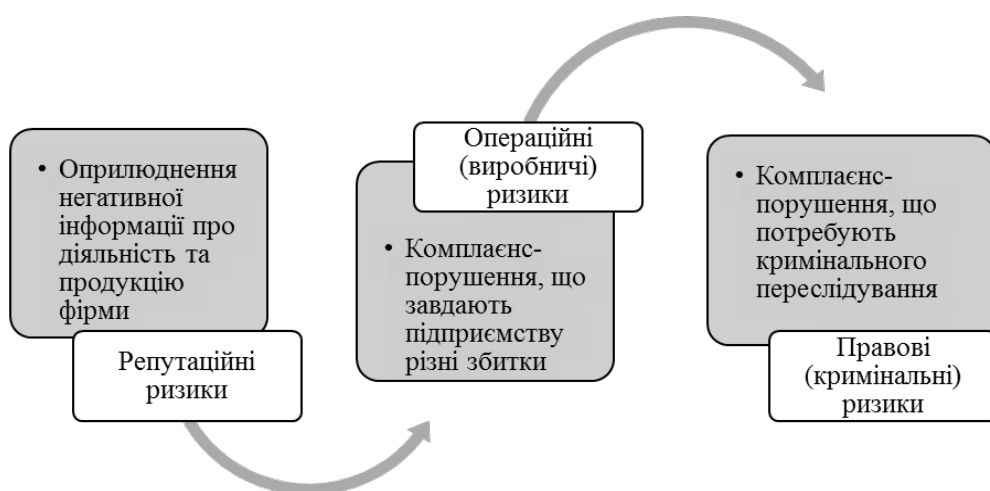 • Оприлюднення
негативної
інформації про
діяльність та
продукцію
фірми
Репутаційні
ризики
Операційні
(виробничі)
ризики
• Комплаєнс-
порушення, що
завдають
підприємству
різні збитки
• Комплаєнс-
порушення, що
потребують
кримінального
переслідування
Правові
(кримінальні)
ризики